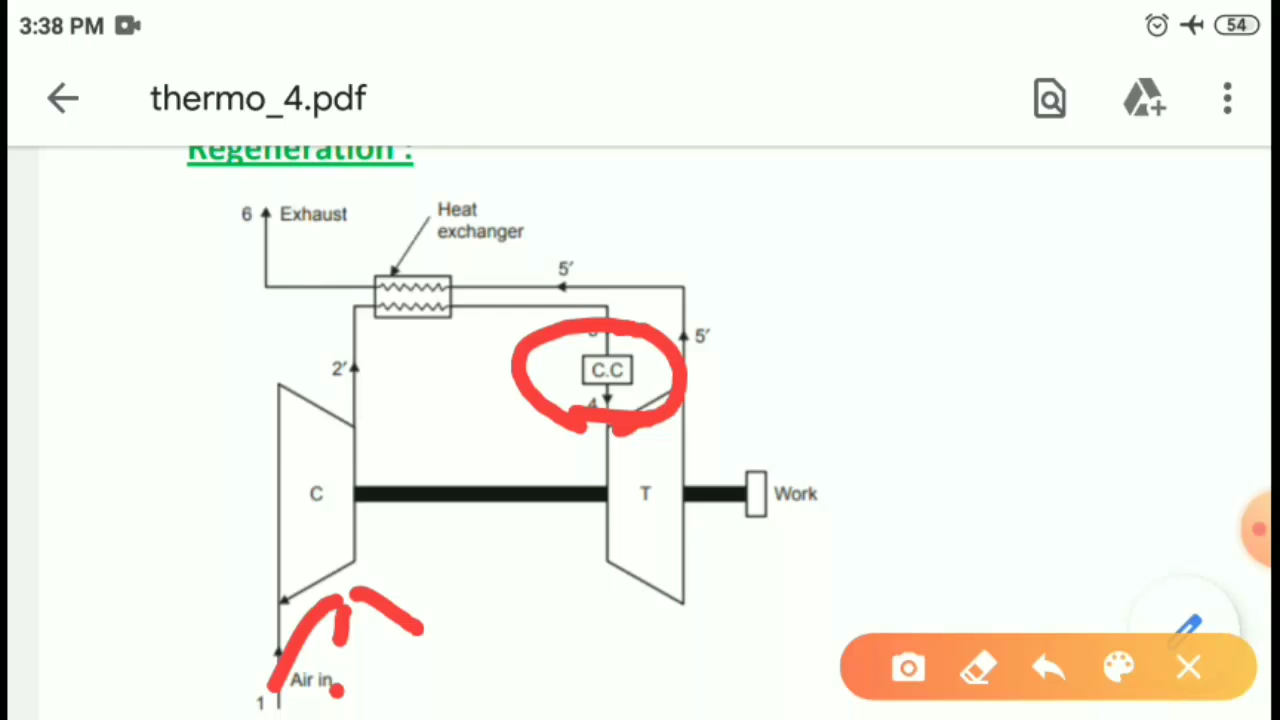 3:38 PM
54
thermo_4.pdf
Regeneration :
6 Exhaust
Heat
exchanger
5′
5′
2′
C.C
4
C
T
Work
Air in
1